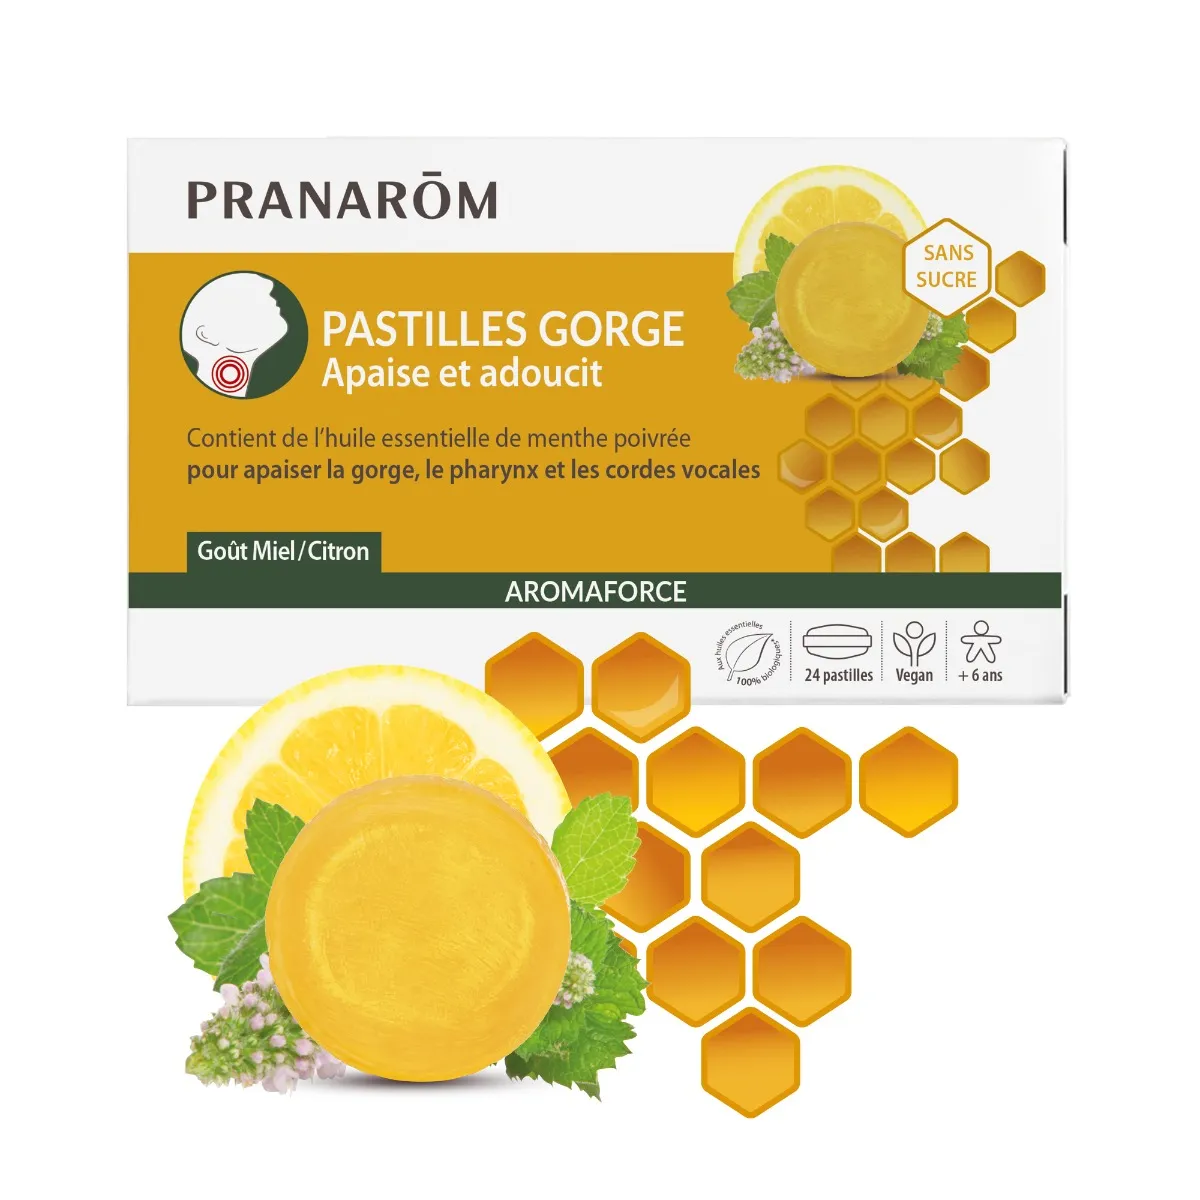 PRANARŌM
SANS
SUCRE
PASTILLES GORGE
Apaise et adoucit
Contient de l’huile essentielle de menthe poivrée
pour apaiser la gorge, le pharynx et les cordes vocales
Goût Miel/Citron
AROMAFORCE
Aux huiles essentielles
100% biologiques*
24 pastilles
Vegan
+ 6 ans